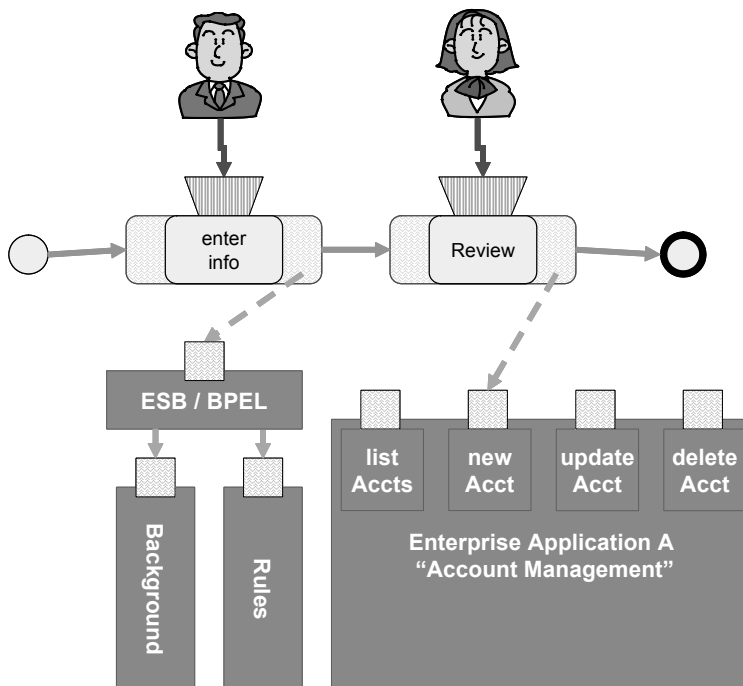 enter
info
Review
ESB / BPEL
Background
Rules
list
Accts
new
Acct
update
Acct
delete
Acct
Enterprise Application A
“Account Management”